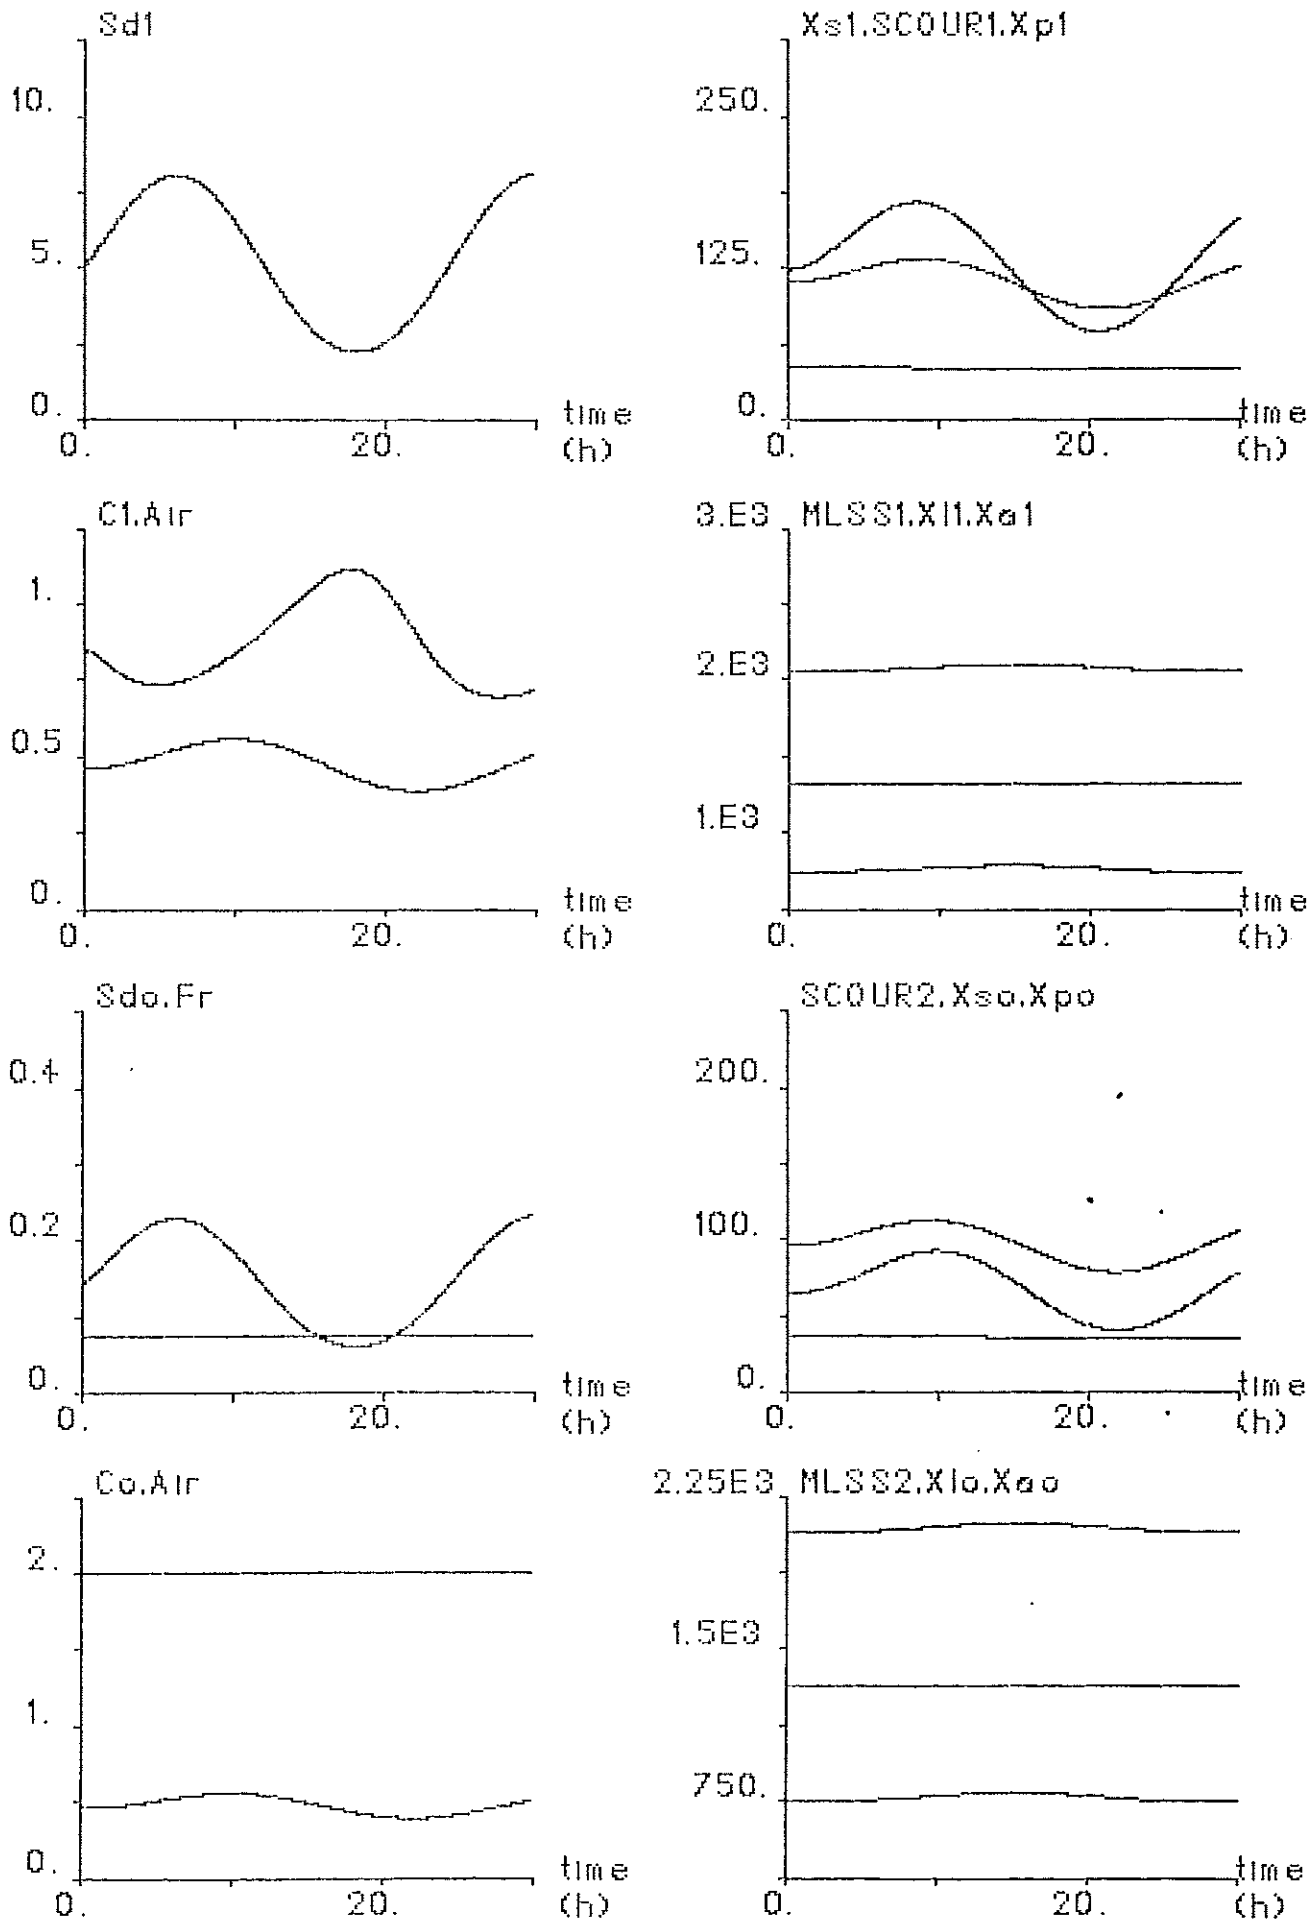 Sd1
10.
5.
0.
0.
20.
time
(h)
Xs1.SCOUR1.Xp1
250.
125.
0.
0.
20.
time
(h)
C1.Air
1.
0.5
0.
0.
20.
time
(h)
3.E3 MLSS1.XI1.Xa1
2.E3
1.E3
0.
20.
time
(h)
Sdo.Fr
0.4
0.2
0.
0.
20.
time
(h)
SCOUR2.Xso.Xpo
200.
100.
0.
0.
20.
time
(h)
Co.Air
2.
1.
0.
0.
20.
time
(h)
2.25E3 MLSS2.XIo.Xao
1.5E3
750.
0.
20.
time
(h)